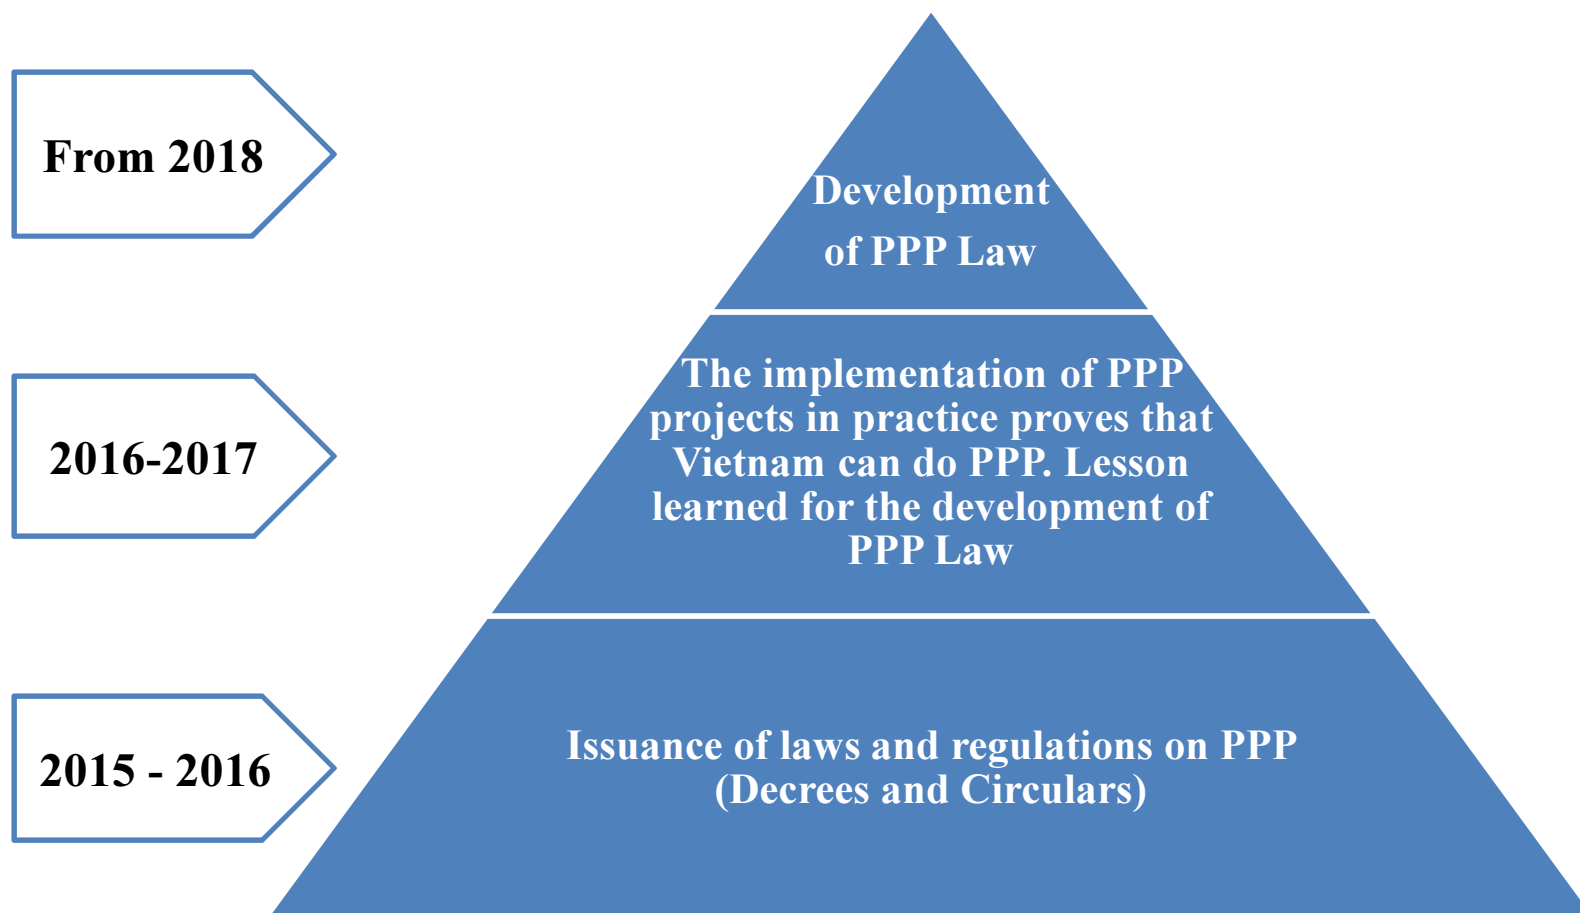 From 2018
Development
of PPP Law
2016-2017
The implementation of PPP
projects in practice proves that
Vietnam can do PPP. Lesson
learned for the development of
PPP Law
2015 - 2016
Issuance of laws and regulations on PPP
(Decrees and Circulars)